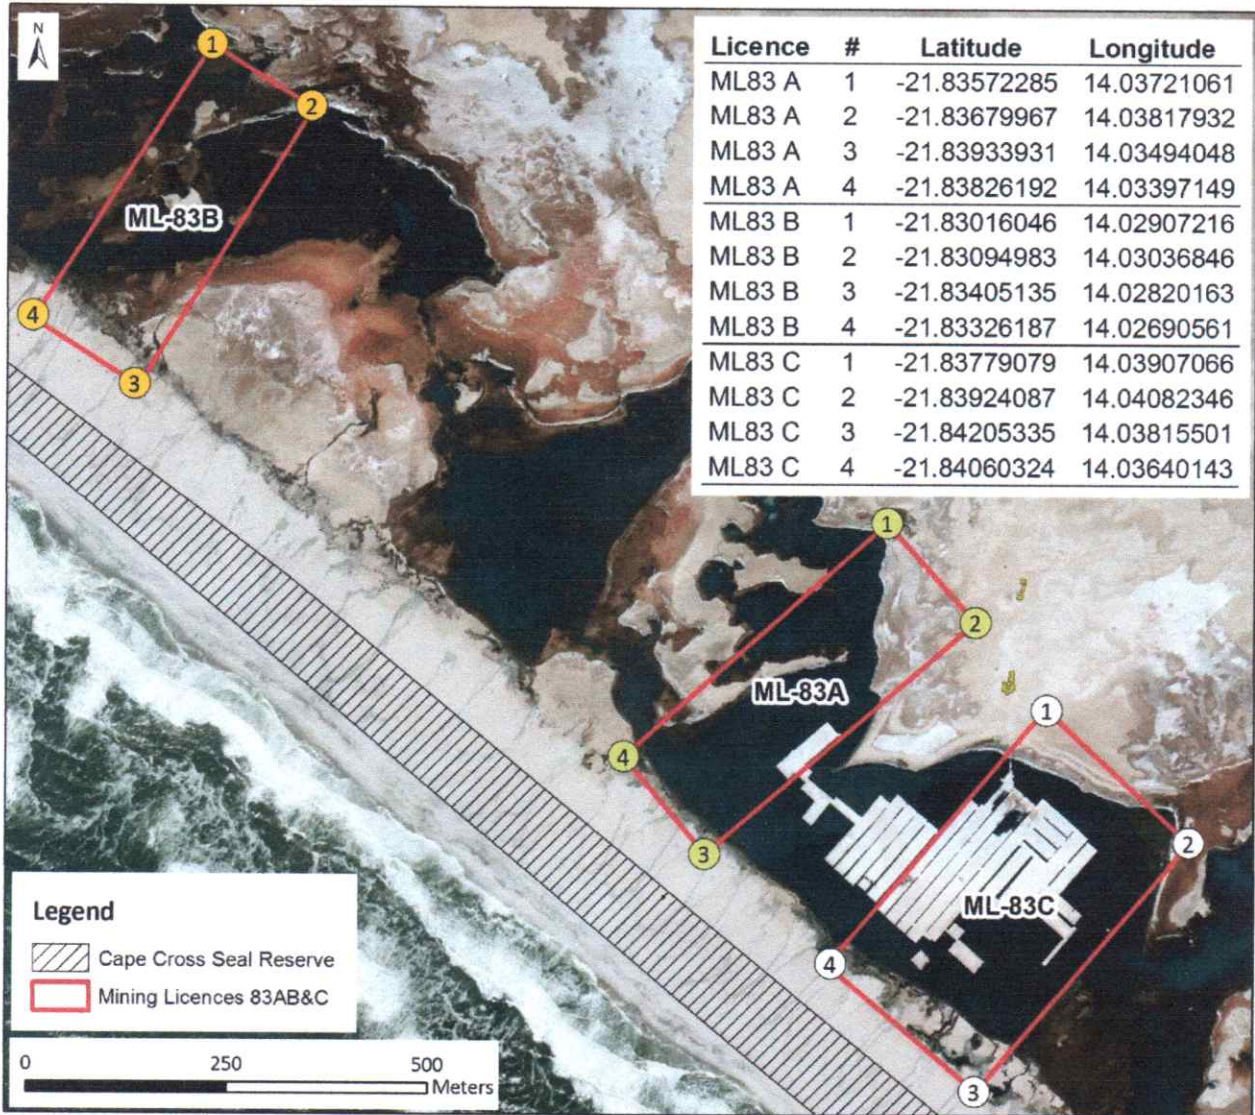 N
Licence # Latitude Longitude
ML83 A 1 -21.83572285 14.03721061
ML83 A 2 -21.83679967 14.03817932
ML83 A 3 -21.83933931 14.03494048
ML83 A 4 -21.83826192 14.03397149
ML83 B 1 -21.83016046 14.02907216
ML83 B 2 -21.83094983 14.03036846
ML83 B 3 -21.83405135 14.02820163
ML83 B 4 -21.83326187 14.02690561
ML83 C 1 -21.83779079 14.03907066
ML83 C 2 -21.83924087 14.04082346
ML83 C 3 -21.84205335 14.03815501
ML83 C 4 -21.84060324 14.03640143
1
2
ML-83B
4
3
1
2
ML-83A
4
3
1
2
ML-83C
4
3
Legend
Cape Cross Seal Reserve
Mining Licences 83AB&C
0 250 500
Meters